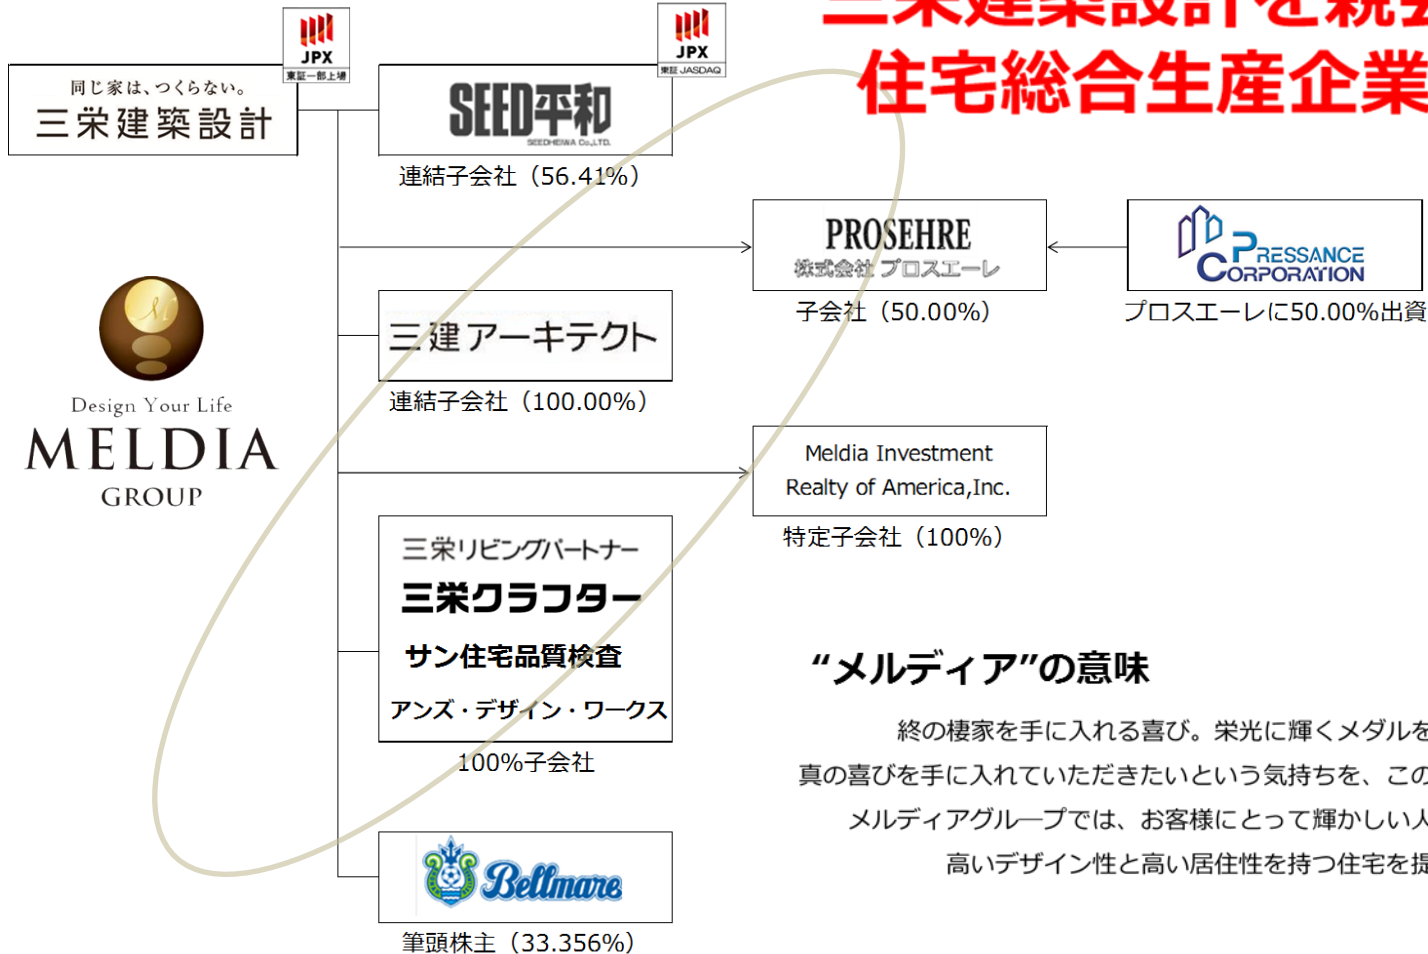 三栄建築設計を親会
住宅総合生産企業
JPX
東証一部上場
JPX
東証 JASDAQ
同じ家は、つくらない。
三栄建築設計
SEED平和
SEEDHEIWA Co.,LTD.
連結子会社（56.41%）
PROSEHRE
株式会社 プロスエーレ
子会社（50.00%）
PRESSANCE
CORPORATION
プロスエーレに50.00%出資
三建アーキテクト
連結子会社（100.00%）
M
Design Your Life
MELDIA
GROUP
Meldia Investment
Realty of America,Inc.
特定子会社（100%）
三栄リビングパートナー
三栄クラフター
サン住宅品質検査
アンズ・デザイン・ワークス
100%子会社
Bellmare
筆頭株主（33.356%）
“メルディア”の意味
終の棲家を手に入れる喜び。栄光に輝くメダルを
真の喜びを手に入れていただきたいという気持ちを、この
メルディアグループでは、お客様にとって輝かしい人
高いデザイン性と高い居住性を持つ住宅を提